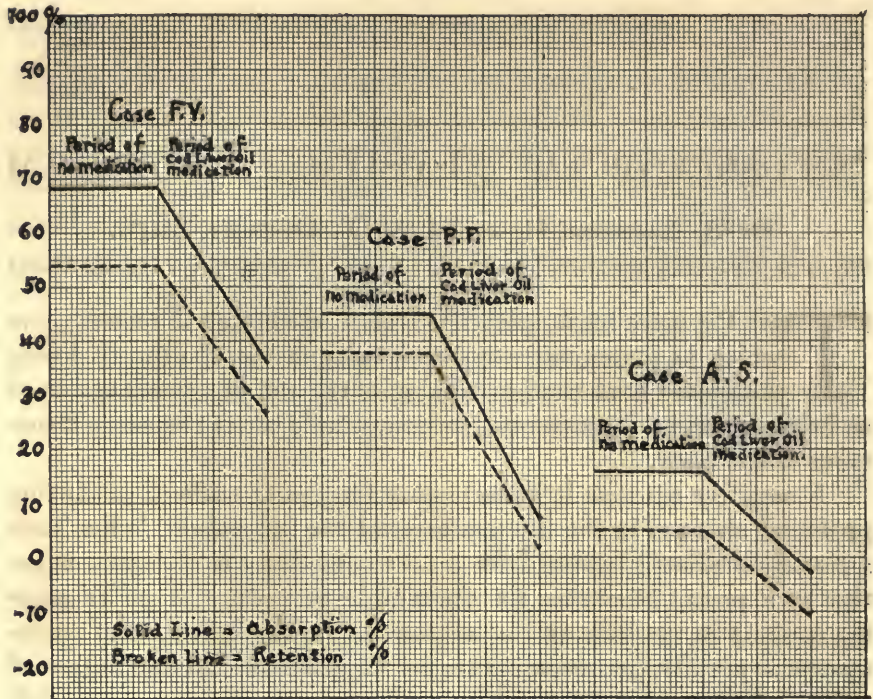 100 %
90
80
70
60
50
40
30
20
10
0
-10
-20
Case F.V.
Period of
no medication
Period of
Cod Liver Oil
medication
Case P.P.
Period of
no medication
Period of
Cod Liver Oil
medication
Case A.S.
Period of
no medication
Period of
Cod Liver Oil
medication.
Solid Line = Absorption %
Broken Line = Retention %